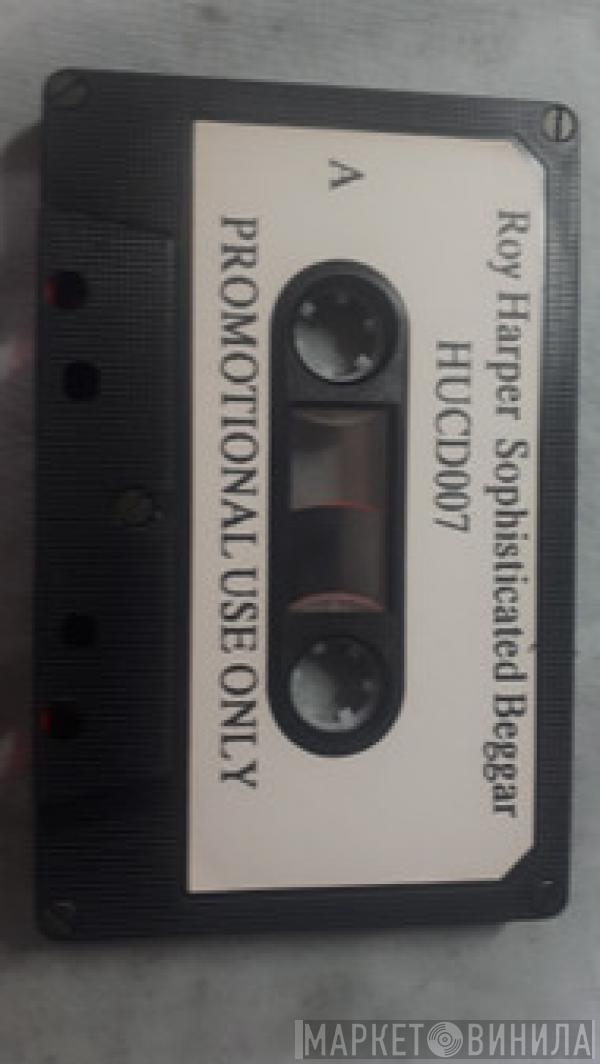 Roy Harper Sophisticated Beggar
HUCD007
A
PROMOTIONAL USE ONLY
МАРКЕТ ВИНИЛА